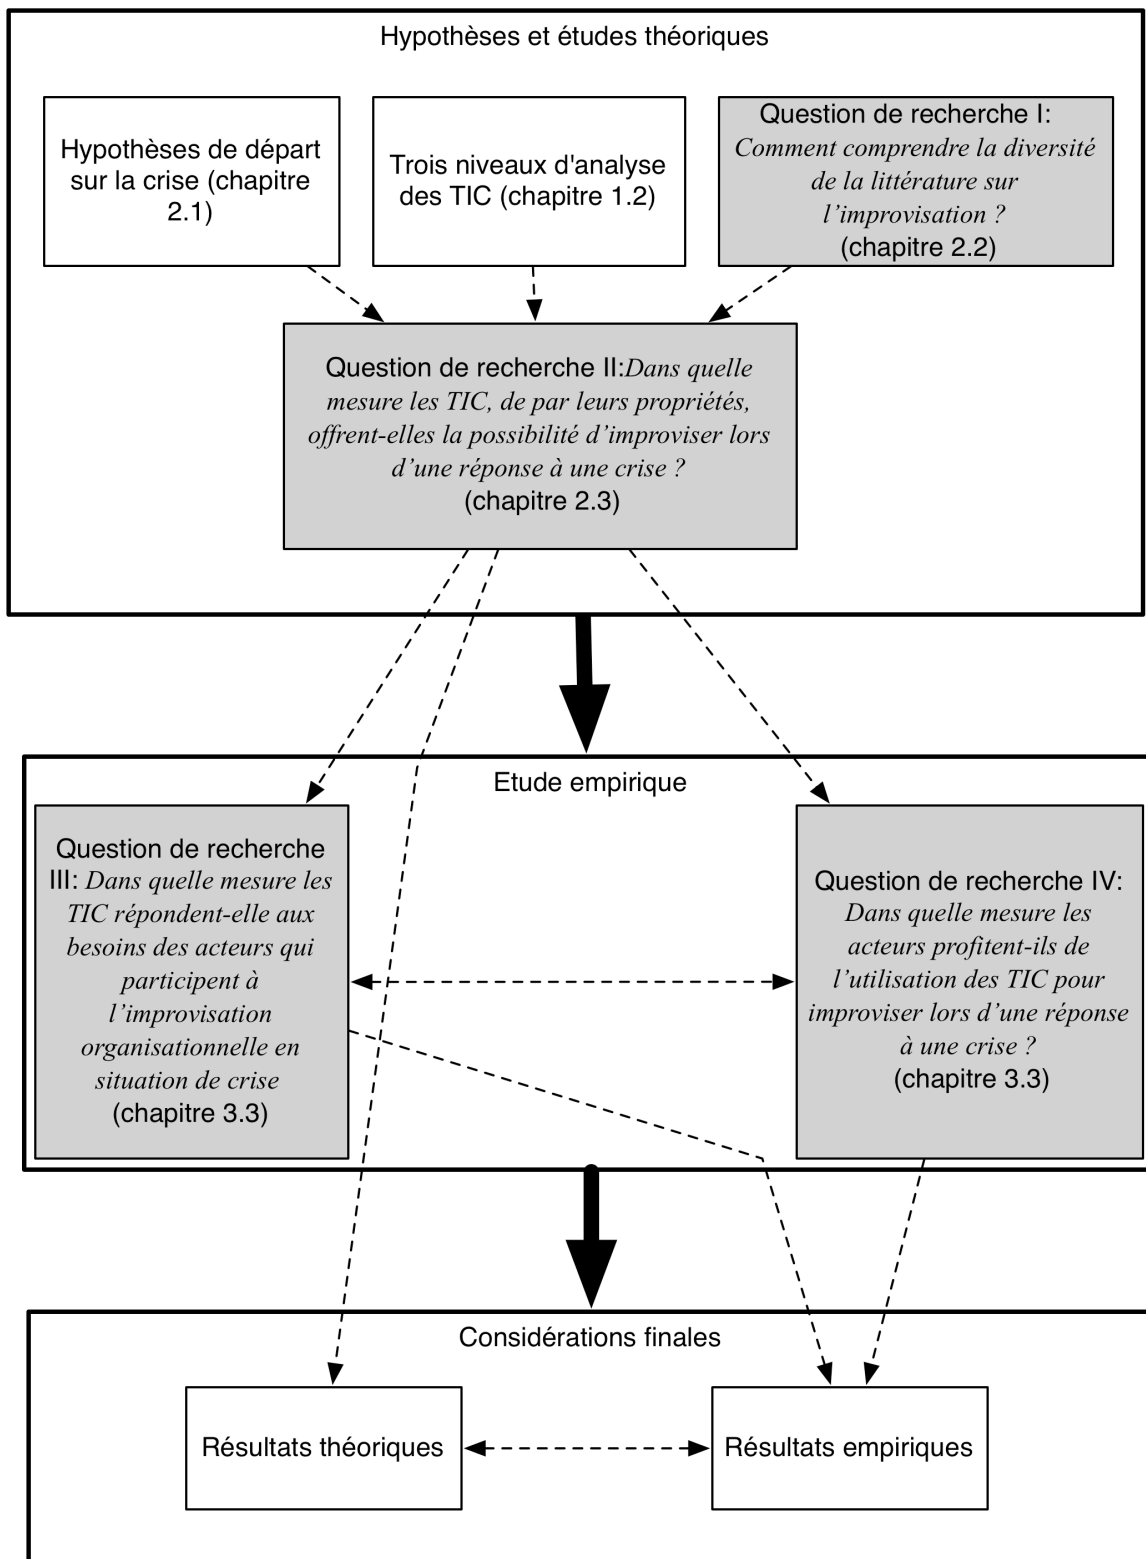 Hypothèses et études théoriques
Hypothèses de départ
sur la crise (chapitre
2.1)
Trois niveaux d'analyse
des TIC (chapitre 1.2)
Question de recherche I:
Comment comprendre la diversité
de la littérature sur
l’improvisation ?
(chapitre 2.2)
Question de recherche II:Dans quelle
mesure les TIC, de par leurs propriétés,
offrent-elles la possibilité d’improviser lors
d’une réponse à une crise ?
(chapitre 2.3)
Etude empirique
Question de recherche
III: Dans quelle mesure les
TIC répondent-elle aux
besoins des acteurs qui
participent à
l’improvisation
organisationnelle en
situation de crise
(chapitre 3.3)
Question de recherche IV:
Dans quelle mesure les
acteurs profitent-ils de
l’utilisation des TIC pour
improviser lors d’une réponse
à une crise ?
(chapitre 3.3)
Considérations finales
Résultats théoriques
Résultats empiriques